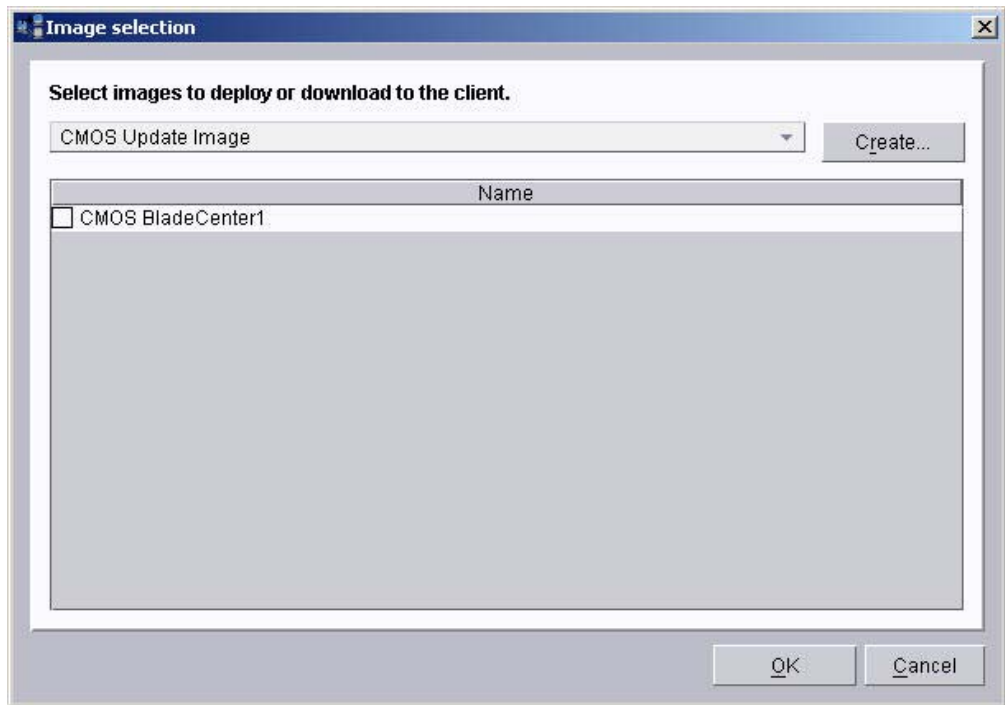 Image selection
Select images to deploy or download to the client.
CMOS Update Image
Create...
Name
CMOS BladeCenter1
OK
Cancel